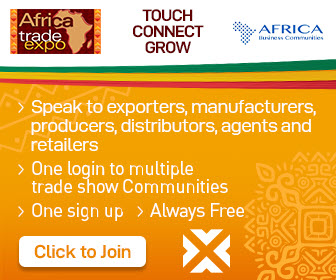 Africa
trade
expo
TOUCH
CONNECT
GROW
AFRICA
Business Communities
> Speak to exporters, manufacturers,
producers, distributors, agents and
retailers
> One login to multiple
trade show Communities
> One sign up > Always Free
Click to Join